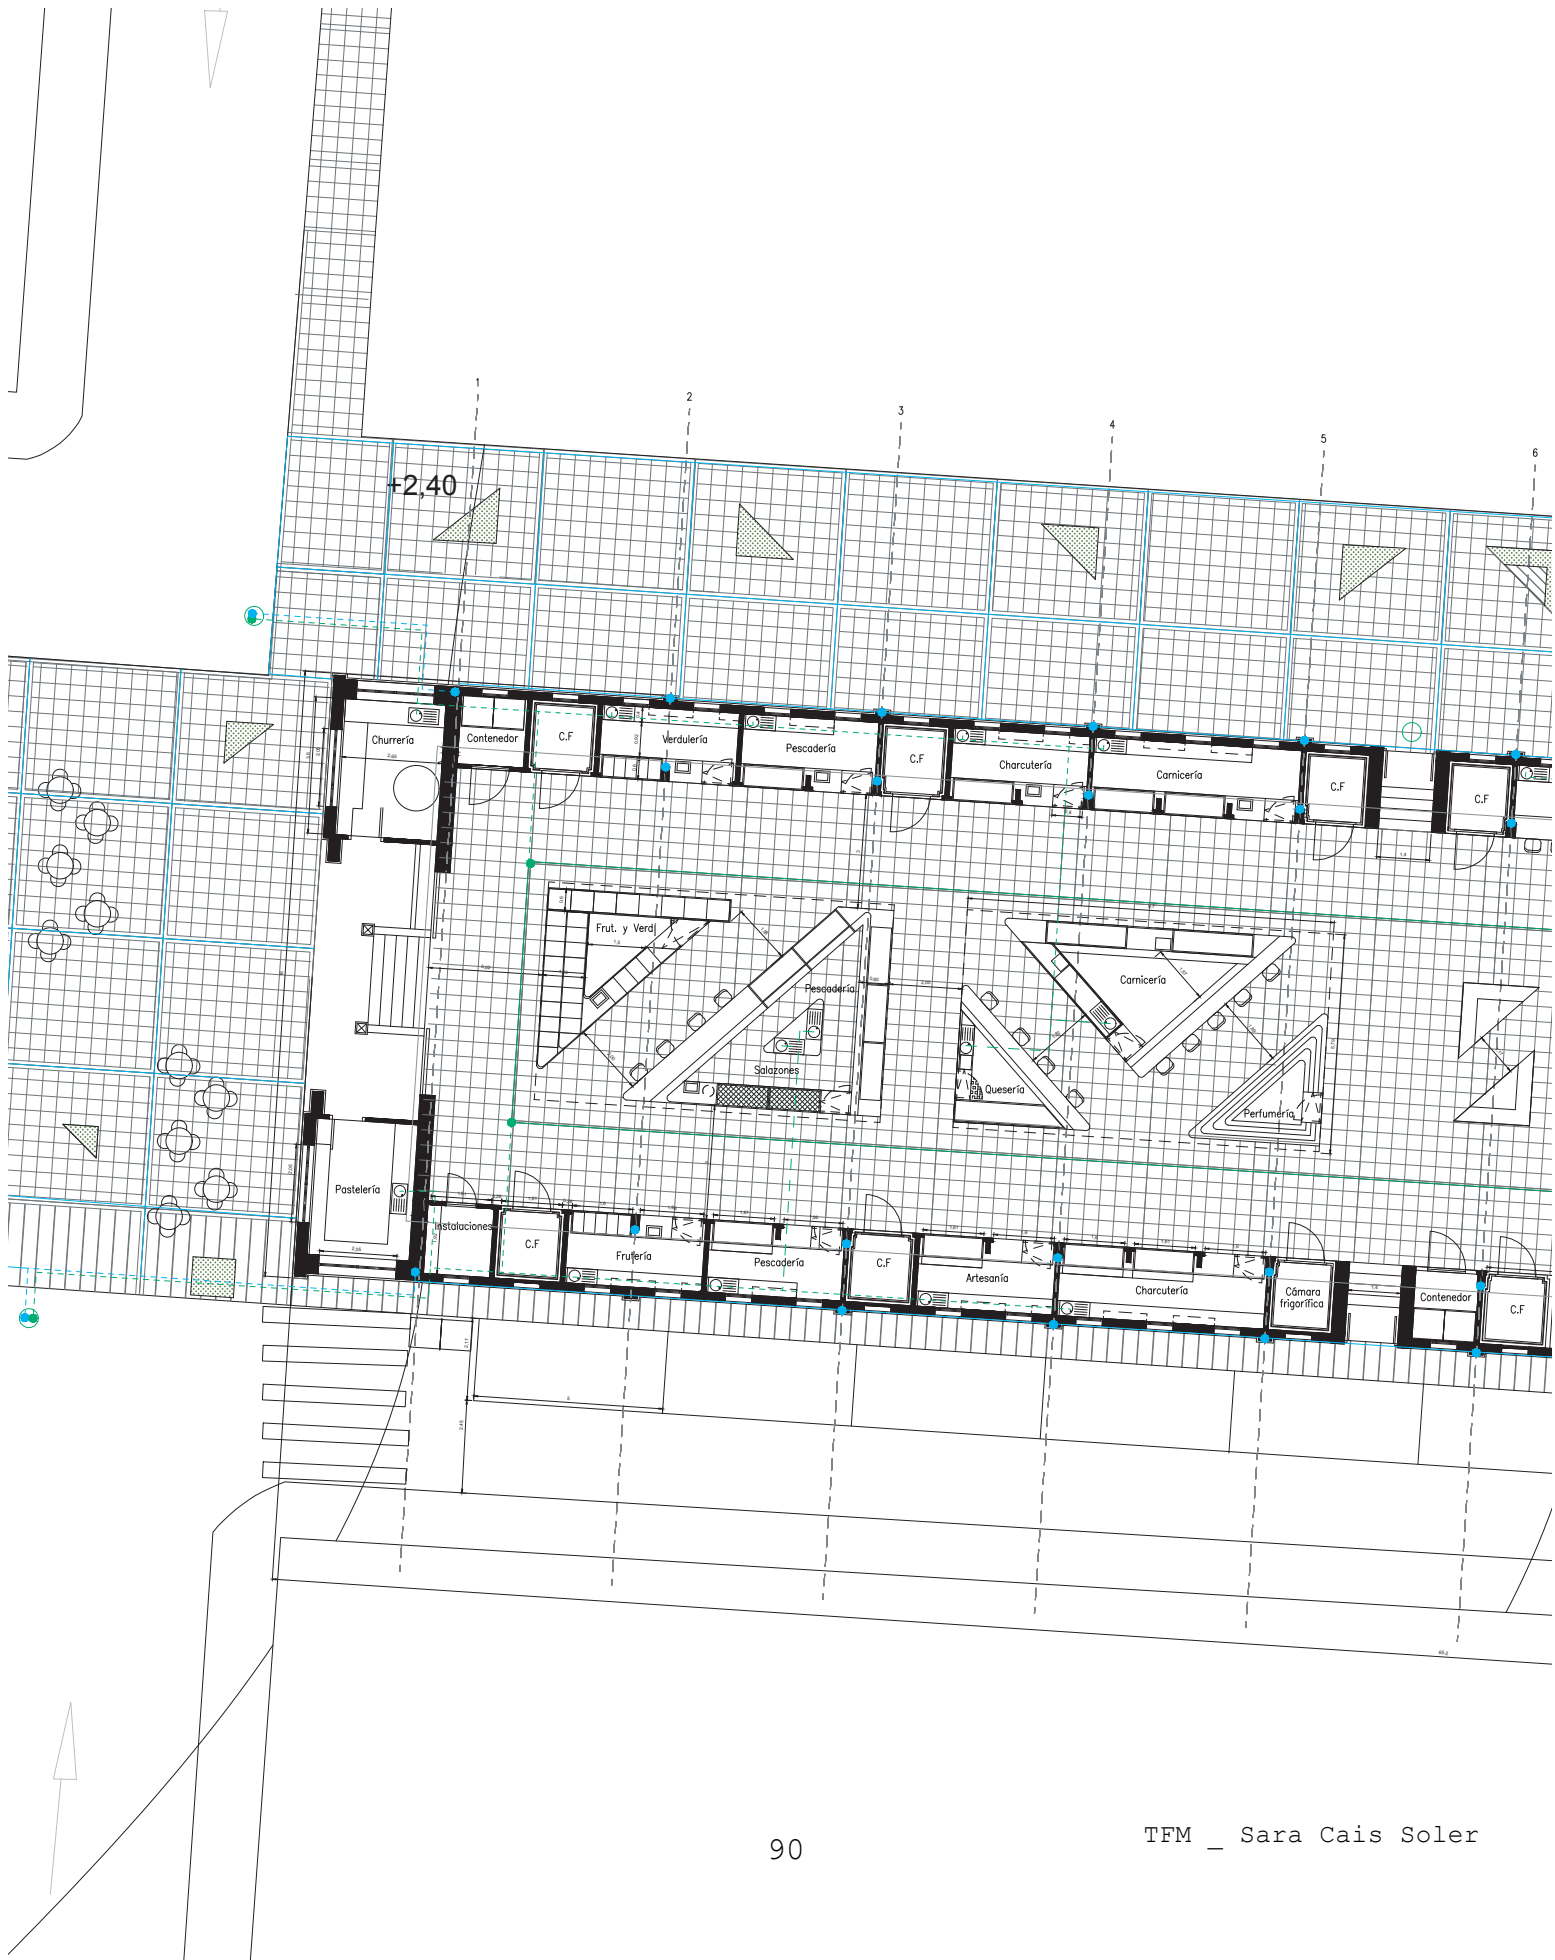 1
2
3
4
5
6
+2,40
Churrería
Contenedor
C.F
Verdulería
Pescadería
C.F
Charcutería
Carnicería
C.F
C.F
Frut. y Verd
Pescadería
Salazones
Carnicería
Quesería
Perfumería
Pastelería
Instalaciones
C.F
Frutería
Pescadería
C.F
Artesanía
Charcutería
Cámara
frigorífica
Contenedor
C.F
90
TFM _ Sara Cais Soler